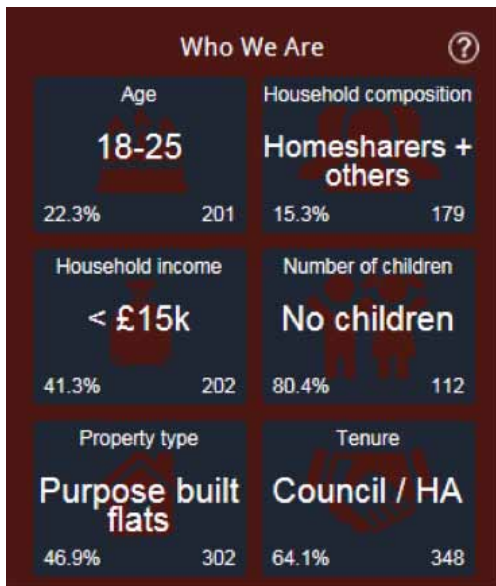 Who We Are ?
Age
18-25
22.3% 201
Household composition
Homesharers +
others
15.3% 179
Household income
< £15k
41.3% 202
Number of children
No children
80.4% 112
Property type
Purpose built
flats
46.9% 302
Tenure
Council / HA
64.1% 348